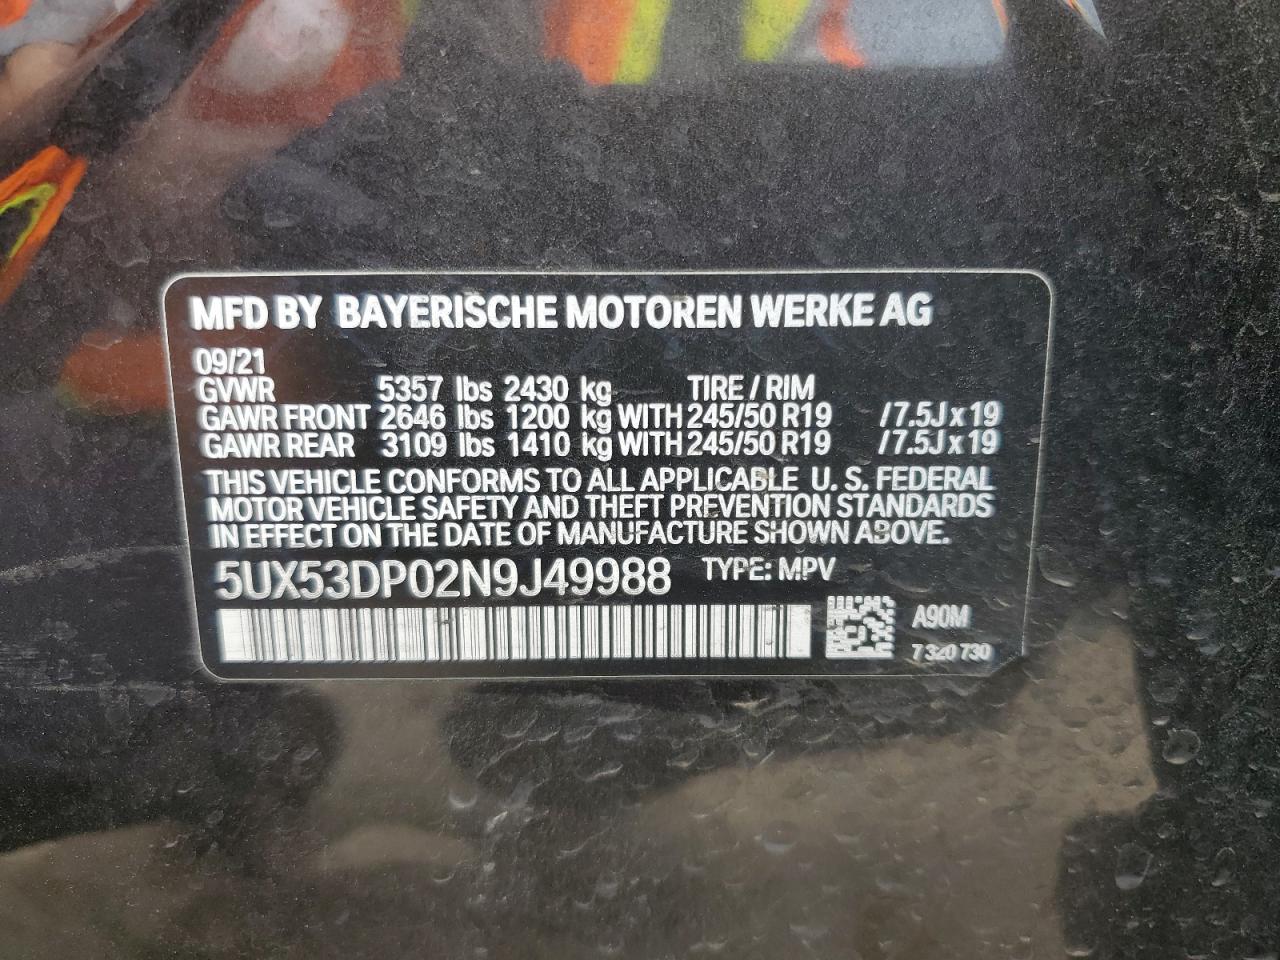 MFD BY BAYERISCHE MOTOREN WERKE AG
09/21
GVWR 5357 lbs 2430 kg TIRE / RIM
GAWR FRONT 2646 lbs 1200 kg WITH 245/50 R19 /7.5J x 19
GAWR REAR 3109 lbs 1410 kg WITH 245/50 R19 /7.5J x 19
THIS VEHICLE CONFORMS TO ALL APPLICABLE U. S. FEDERAL
MOTOR VEHICLE SAFETY AND THEFT PREVENTION STANDARDS
IN EFFECT ON THE DATE OF MANUFACTURE SHOWN ABOVE.
5UX53DP02N9J49988 TYPE: MPV
A90M
7 320 730